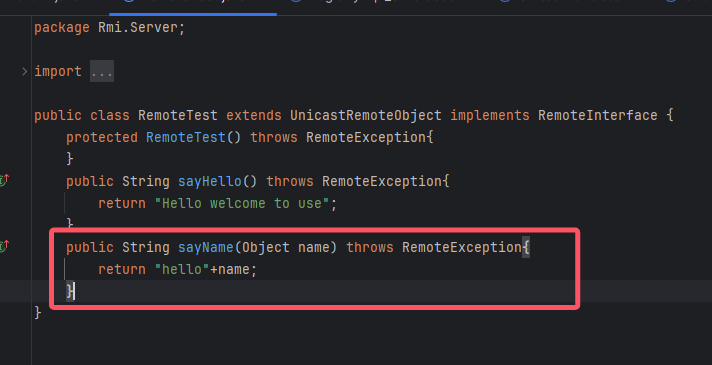 package Rmi.Server;
import ...
public class RemoteTest extends UnicastRemoteObject implements RemoteInterface {
protected RemoteTest() throws RemoteException{
}
public String sayHello() throws RemoteException{
return "Hello welcome to use";
}
public String sayName(Object name) throws RemoteException{
return "hello"+name;
}
}